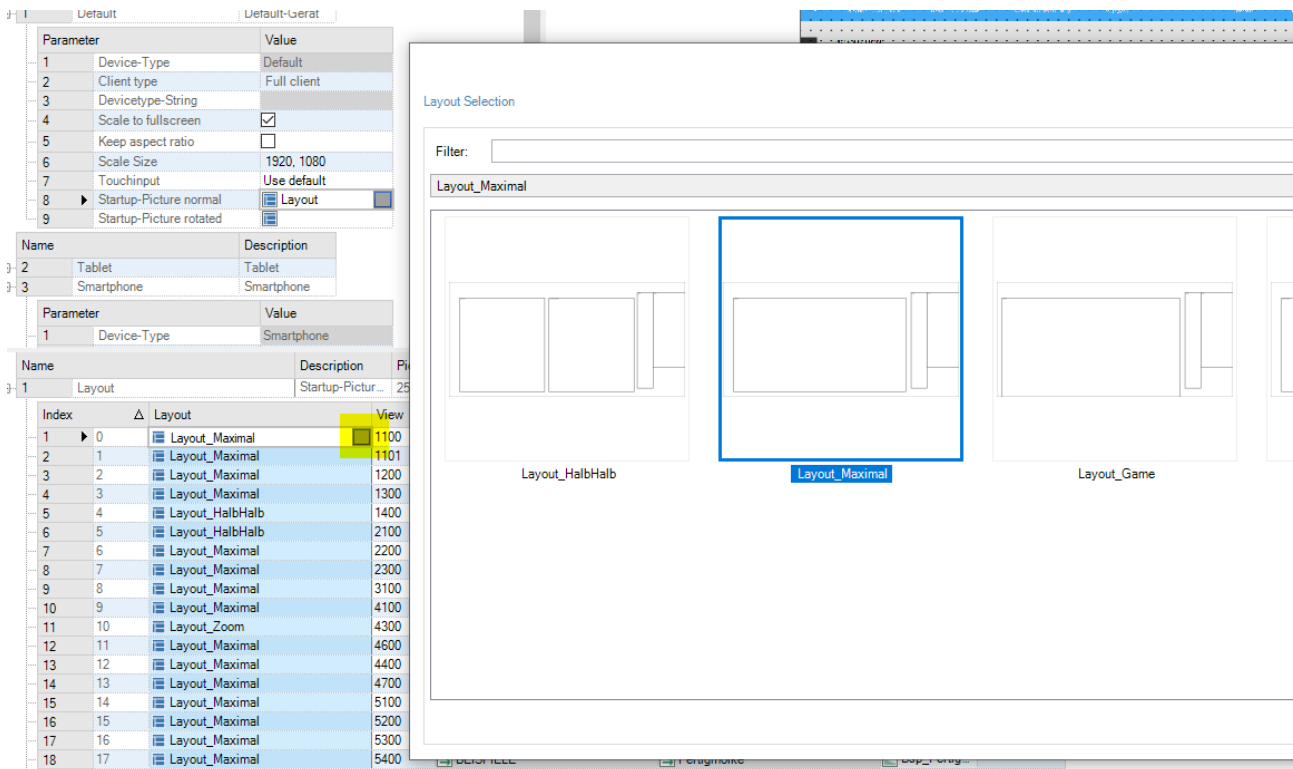 1 Default Default-Gerät
Parameter Value
1 Device-Type Default
2 Client type Full client
3 Devicetype-String
4 Scale to fullscreen
5 Keep aspect ratio
6 Scale Size 1920, 1080
7 Touchinput Use default
8 Startup-Picture normal Layout
9 Startup-Picture rotated
Name Description
2 Tablet Tablet
3 Smartphone Smartphone
Parameter Value
1 Device-Type Smartphone
Name Description
1 Layout Startup-Pictur... 25
Index Layout View
1 0 Layout_Maximal 1100
2 1 Layout_Maximal 1101
3 2 Layout_Maximal 1200
4 3 Layout_Maximal 1300
5 4 Layout_HalbHalb 1400
6 5 Layout_HalbHalb 2100
7 6 Layout_Maximal 2200
8 7 Layout_Maximal 2300
9 8 Layout_Maximal 3100
10 9 Layout_Maximal 4100
11 10 Layout_Zoom 4300
12 11 Layout_Maximal 4600
13 12 Layout_Maximal 4400
14 13 Layout_Maximal 4700
15 14 Layout_Maximal 5100
16 15 Layout_Maximal 5200
17 16 Layout_Maximal 5300
18 17 Layout_Maximal 5400
Layout Selection
Filter:
Layout_Maximal
Layout_HalbHalb Layout_Maximal Layout_Game